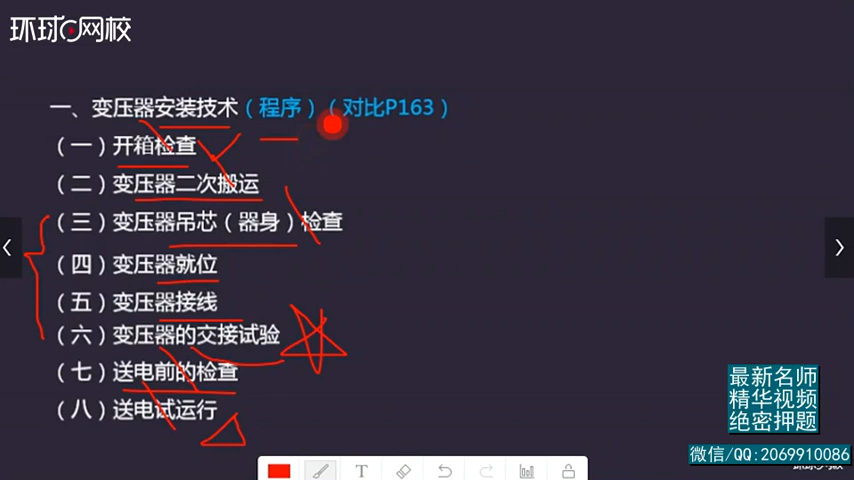 环球网校
一、变压器安装技术（程序）（对比P163）
（一）开箱检查
（二）变压器二次搬运
（三）变压器吊芯（器身）检查
（四）变压器就位
（五）变压器接线
（六）变压器的交接试验
（七）送电前的检查
（八）送电试运行
最新名师
精华视频
绝密押题
微信/QQ:2069910086
T